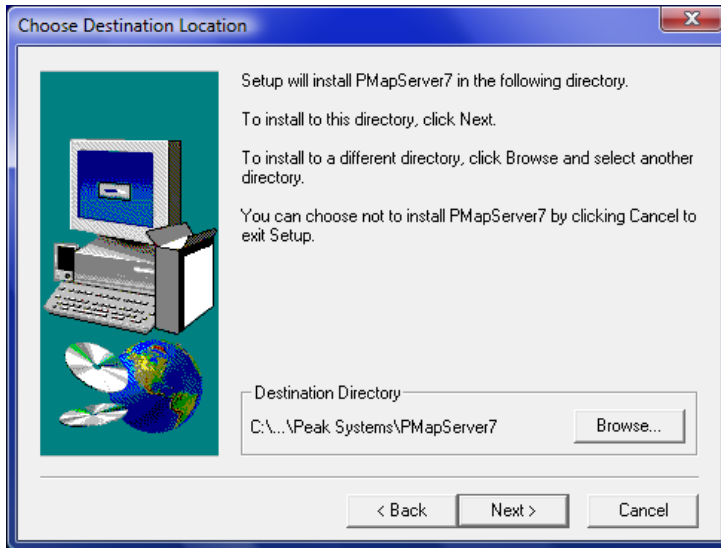 Choose Destination Location
Setup will install PMapServer7 in the following directory.
To install to this directory, click Next.
To install to a different directory, click Browse and select another
directory.
You can choose not to install PMapServer7 by clicking Cancel to
exit Setup.
Destination Directory
C:\...\Peak Systems\PMapServer7
Browse...
< Back
Next >
Cancel